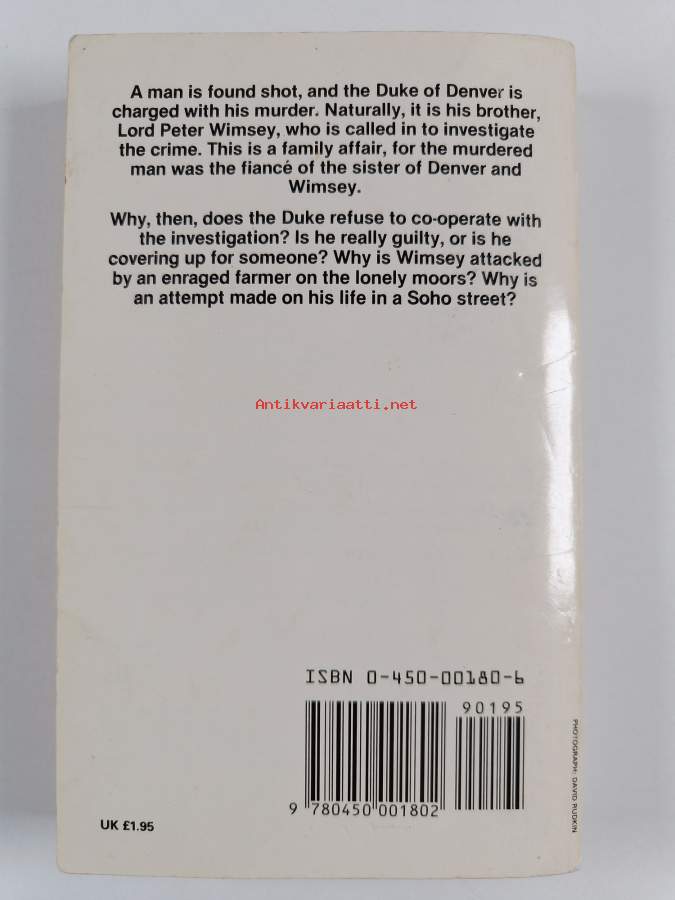 A man is found shot, and the Duke of Denver is
charged with his murder. Naturally, it is his brother,
Lord Peter Wimsey, who is called in to investigate
the crime. This is a family affair, for the murdered
man was the fiancé of the sister of Denver and
Wimsey.
Why, then, does the Duke refuse to co-operate with
the investigation? Is he really guilty, or is he
covering up for someone? Why is Wimsey attacked
by an enraged farmer on the lonely moors? Why is
an attempt made on his life in a Soho street?
Antikvariaatti.net
ISBN 0-450-00180-6
90195
9 780450 001802
UK £1.95
PHOTOGRAPH: DAVID RUDKIN